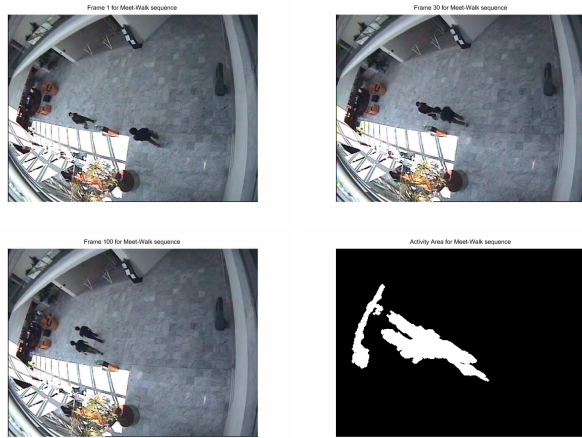 Frame 1 for Meet-Walk sequence
Frame 30 for Meet-Walk sequence
Frame 100 for Meet-Walk sequence
Activity Area for Meet-Walk sequence